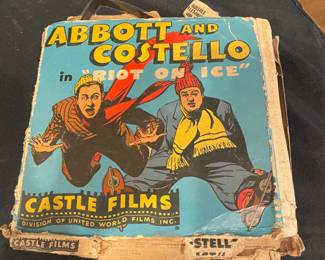 ABBOTT AND
COSTELLO
in "RIOT ON ICE"
CASTLE FILMS
DIVISION OF UNITED WORLD FILMS, INC.
CASTLE FILMS